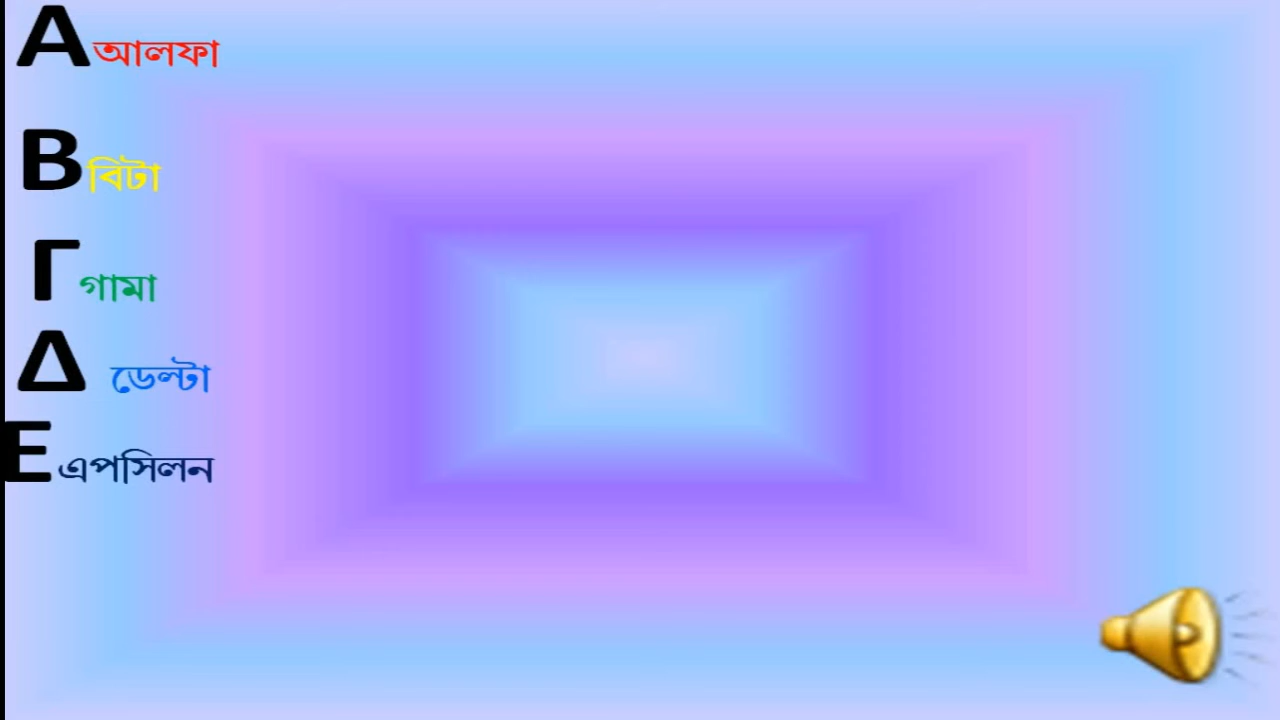 Α আলফা
Β বিটা
Γ গামা
Δ ডেল্টা
Ε এপসিলন